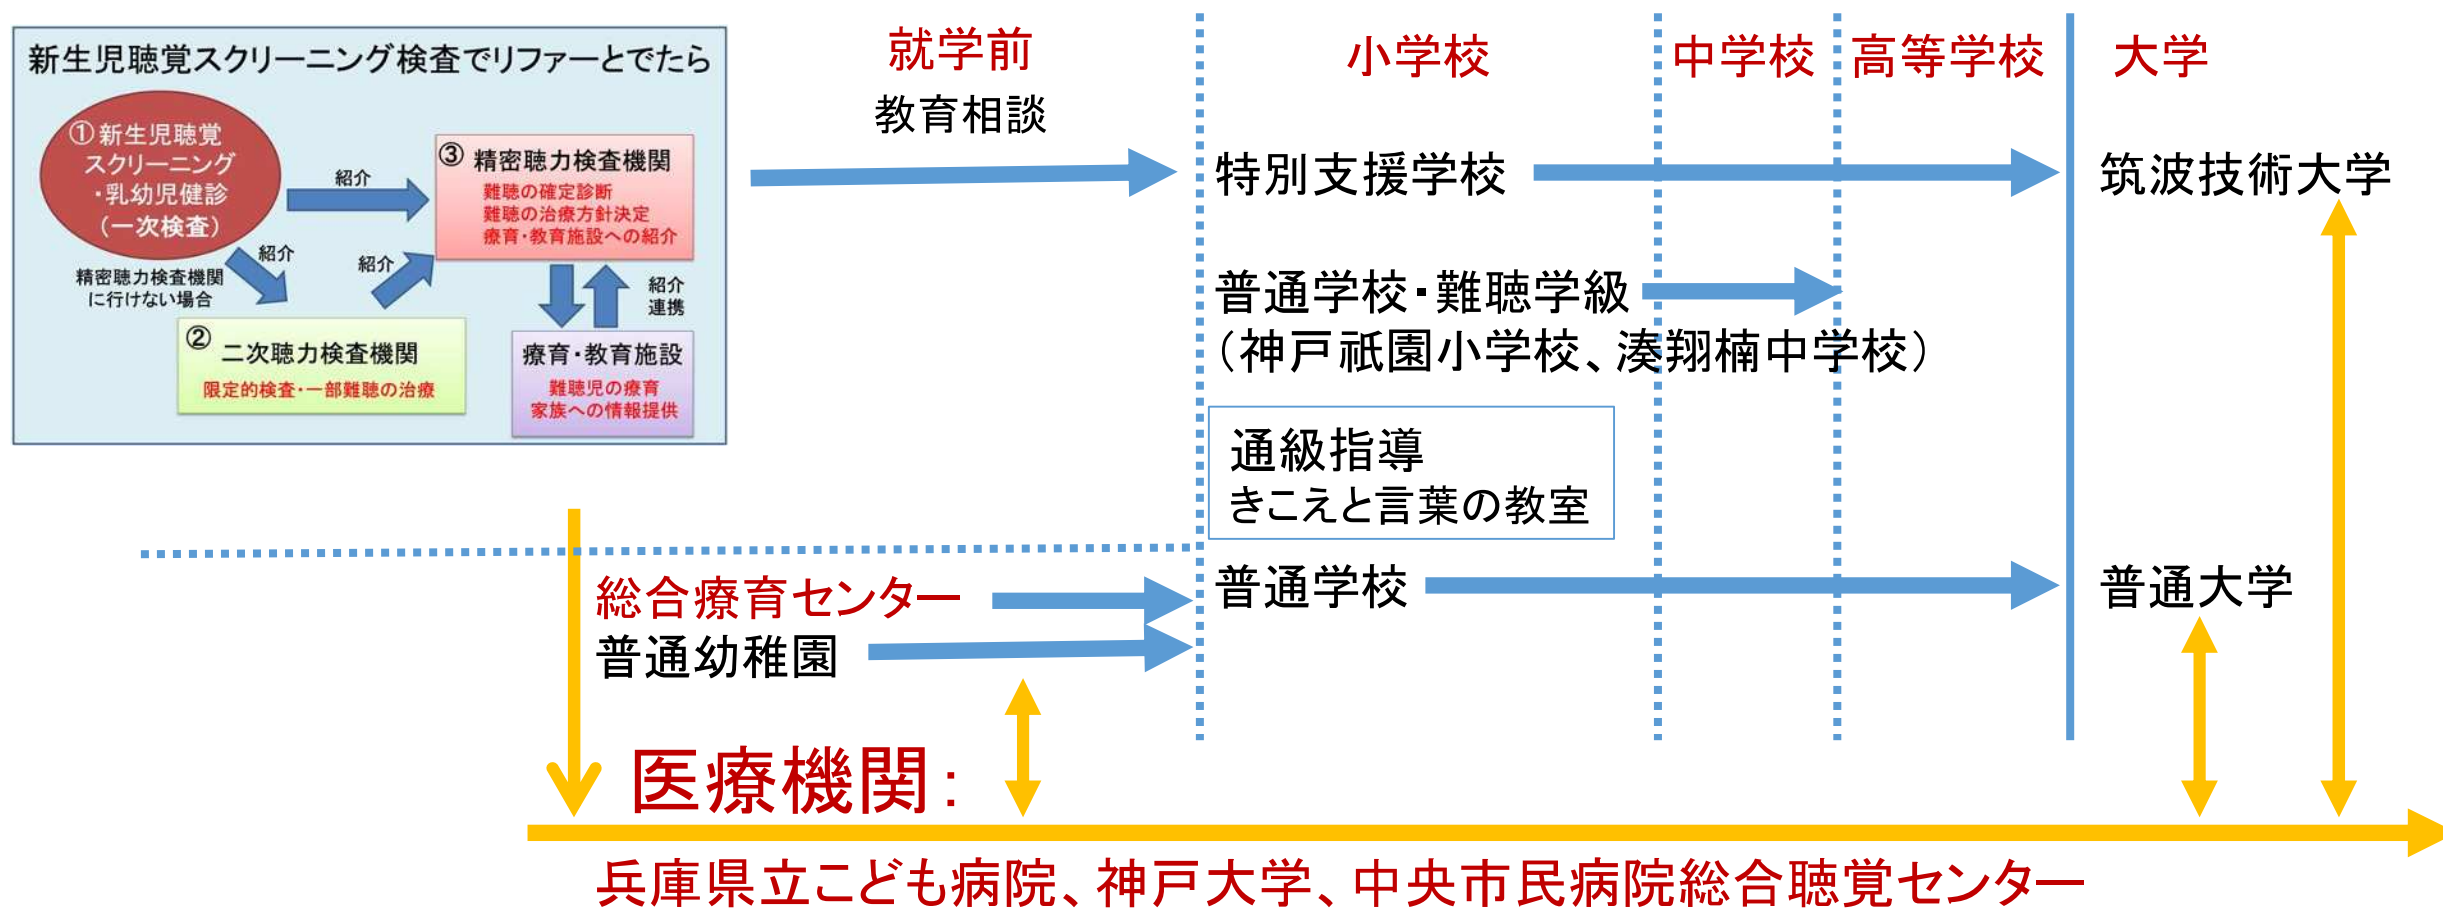 新生児聴覚スクリーニング検査でリファーとでたら
①新生児聴覚
スクリーニング
・乳幼児健診
（一次検査）
紹介
③ 精密聴力検査機関
難聴の確定診断
難聴の治療方針決定
療育・教育施設への紹介
紹介
紹介
精密聴力検査機関
に行けない場合
紹介
連携
② 二次聴力検査機関
限定的検査・一部難聴の治療
療育・教育施設
難聴児の療育
家族への情報提供
就学前
教育相談
小学校
中学校
高等学校
大学
特別支援学校
筑波技術大学
普通学校・難聴学級
（神戸祇園小学校、湊翔楠中学校）
通級指導
きこえと言葉の教室
総合療育センター
普通幼稚園
普通学校
普通大学
医療機関：
兵庫県立こども病院、神戸大学、中央市民病院総合聴覚センター